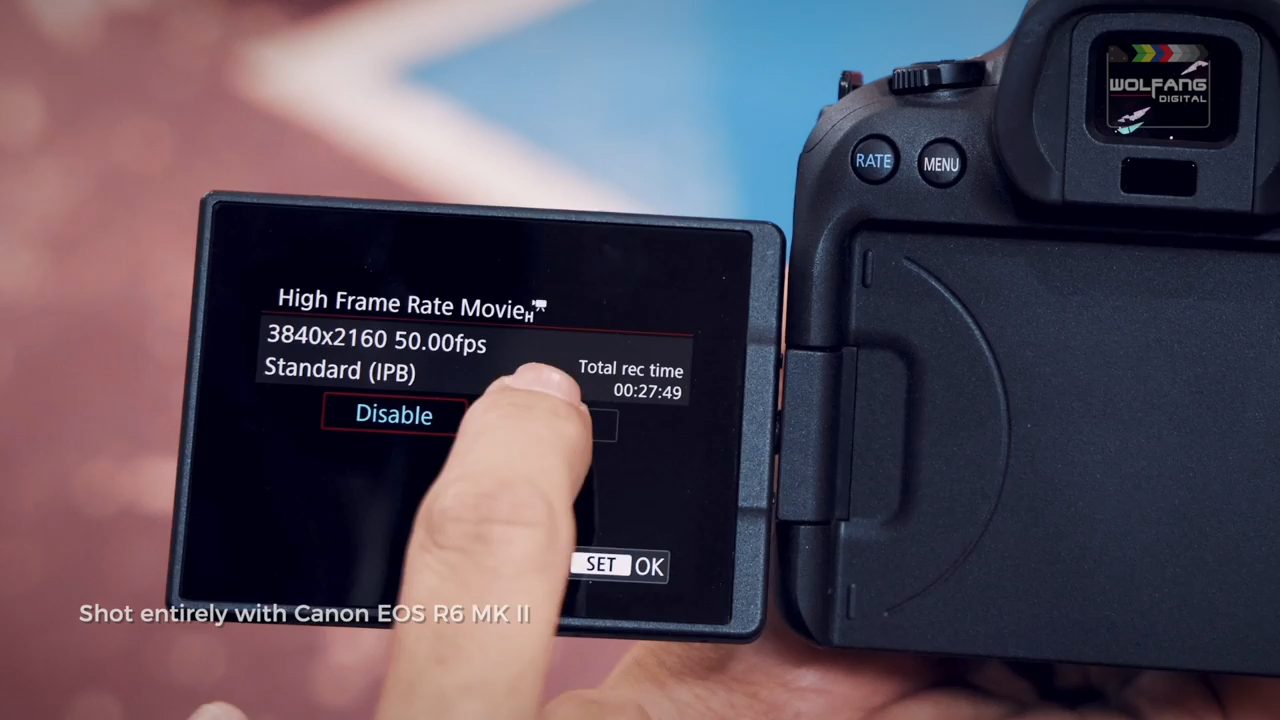 WOLFANG
DIGITAL
RATE
MENU
High Frame Rate Movie H
3840x2160 50.00fps
Standard (IPB)
Total rec time
00:27:49
Disable
SET OK
Shot entirely with Canon EOS R6 MK II